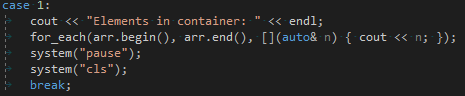 case 1:
cout << "Elements in container: " << endl;
for_each(arr.begin(), arr.end(), [](auto& n) { cout << n; });
system("pause");
system("cls");
break;